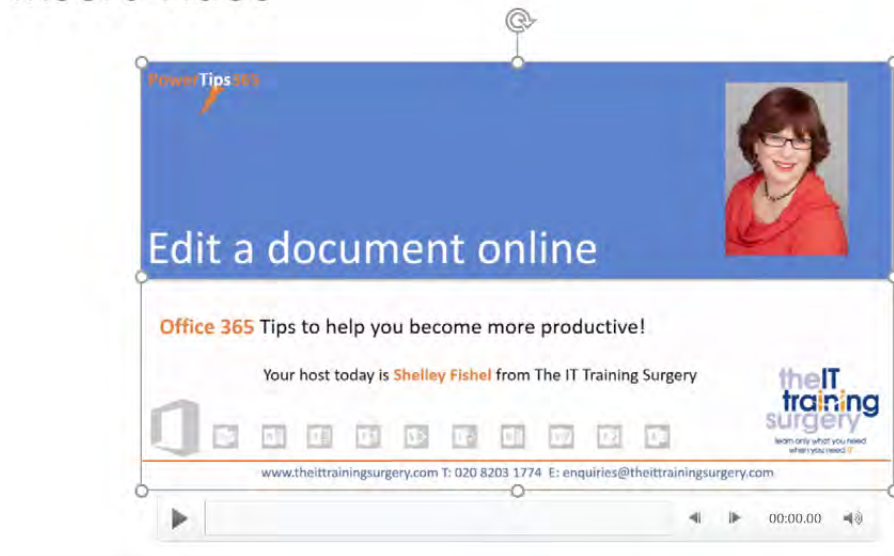 PowerTips365
Edit a document online
Office 365 Tips to help you become more productive!
Your host today is Shelley Fishel from The IT Training Surgery
theIT
training
surgery
learn only what you need
when you need IT
www.theittrainingsurgery.com T: 020 8203 1774 E: enquiries@theittrainingsurgery.com
00:00.00